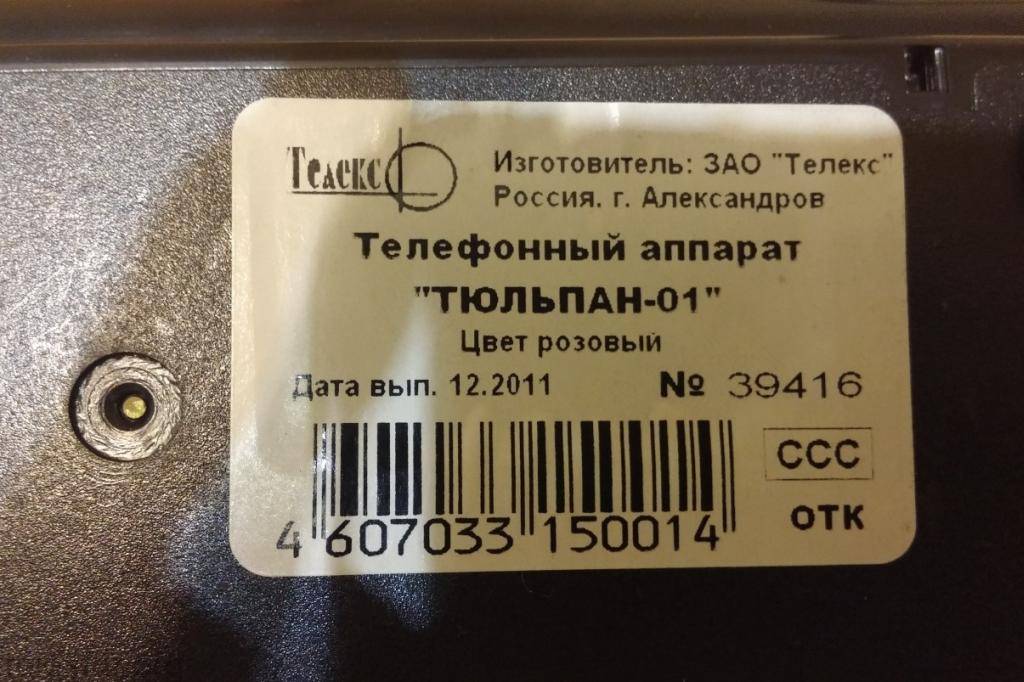 Телекс
Изготовитель: ЗАО "Телекс"
Россия. г. Александров
Телефонный аппарат
"ТЮЛЬПАН-01"
Цвет розовый
Дата вып. 12.2011 № 39416
ССС
ОТК
4 607033 150014